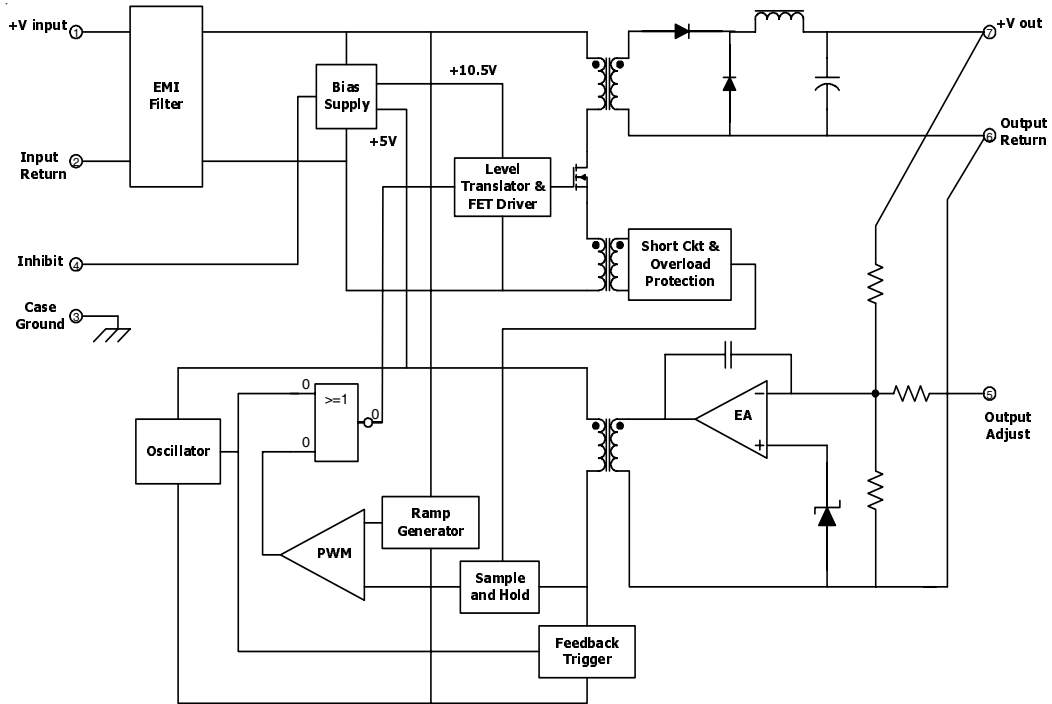 +V input
1
EMI
Filter
Bias
Supply
+10.5V
+5V
7
+V out
Input
Return
2
Level
Translator &
FET Driver
6
Output
Return
Inhibit
4
Short Ckt &
Overload
Protection
Case
Ground
3
0
>=1
0
0
Oscillator
EA
−
+
5
Output
Adjust
Ramp
Generator
PWM
Sample
and Hold
Feedback
Trigger